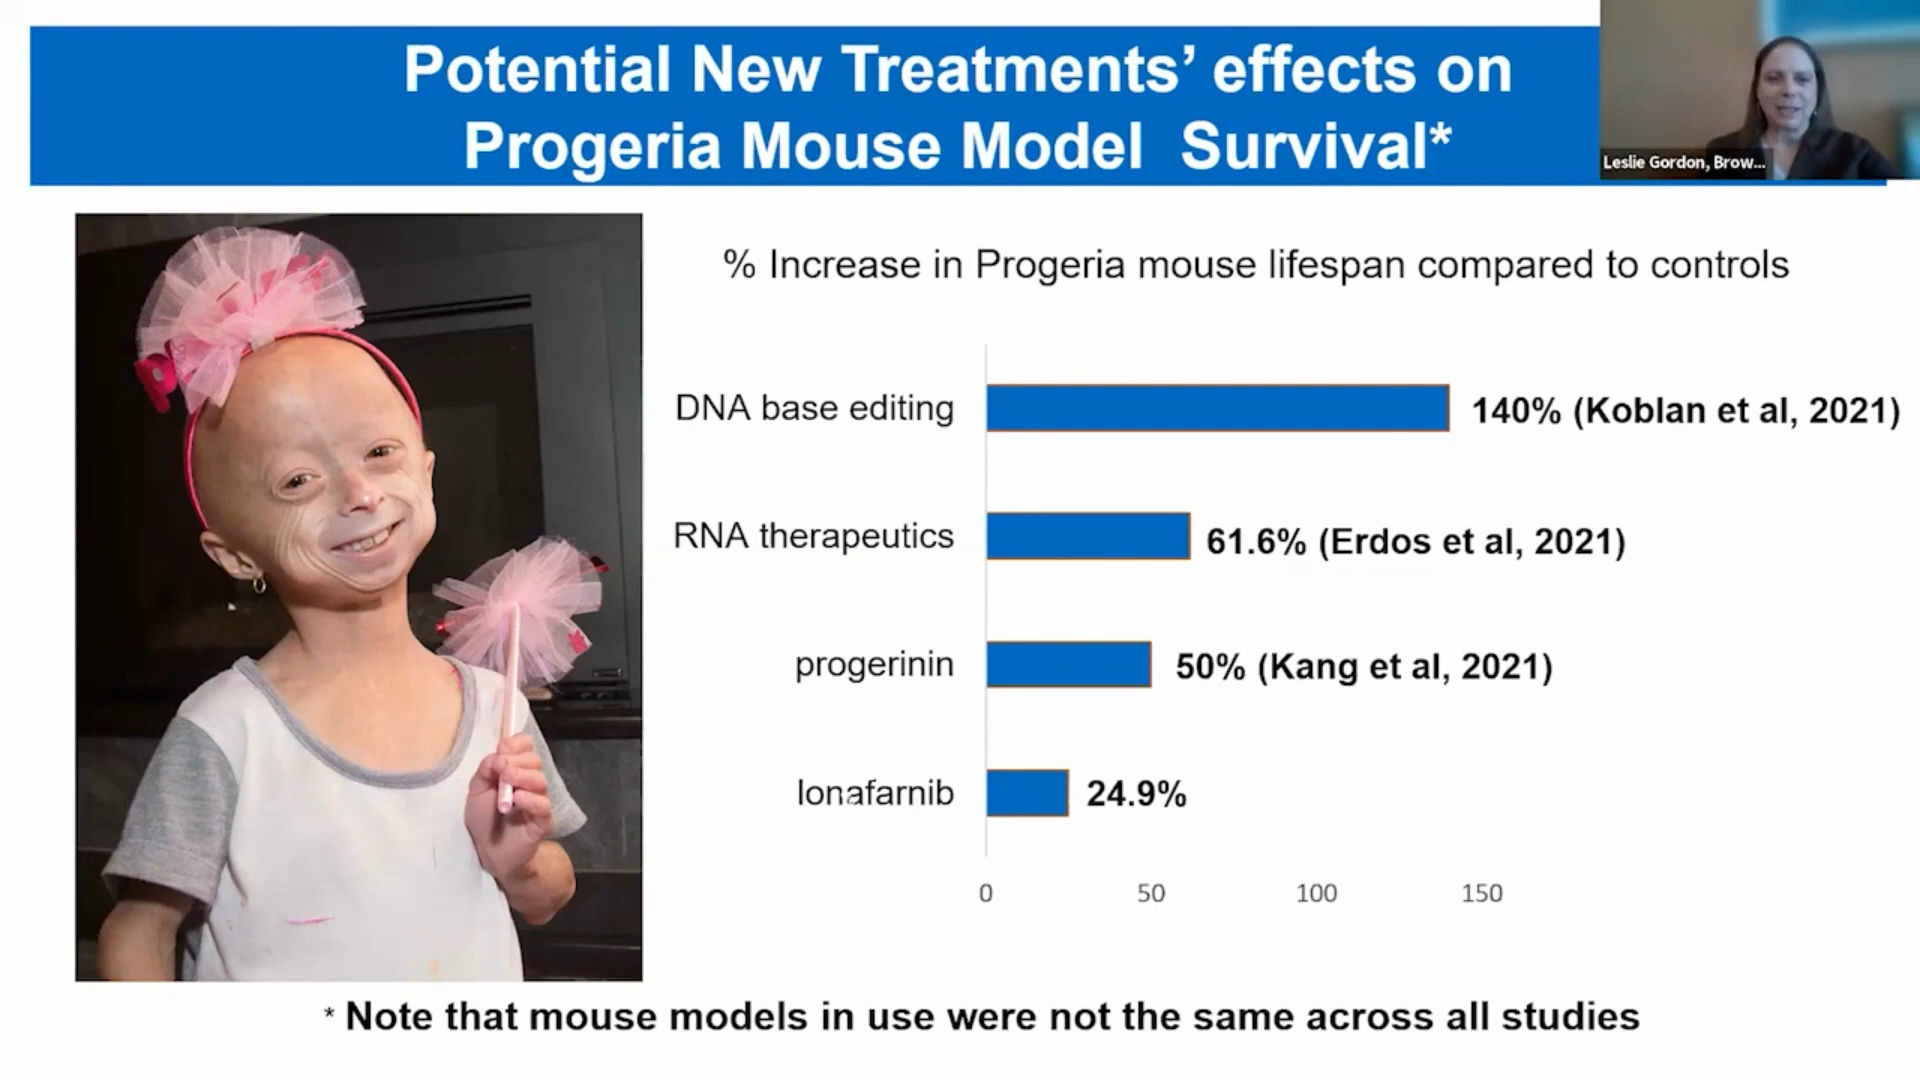 Potential New Treatments’ effects on
Progeria Mouse Model Survival*
Leslie Gordon, Brow...
% Increase in Progeria mouse lifespan compared to controls
DNA base editing
140% (Koblan et al, 2021)
RNA therapeutics
61.6% (Erdos et al, 2021)
progerinin
50% (Kang et al, 2021)
lonafarnib
24.9%
0 50 100 150
* Note that mouse models in use were not the same across all studies